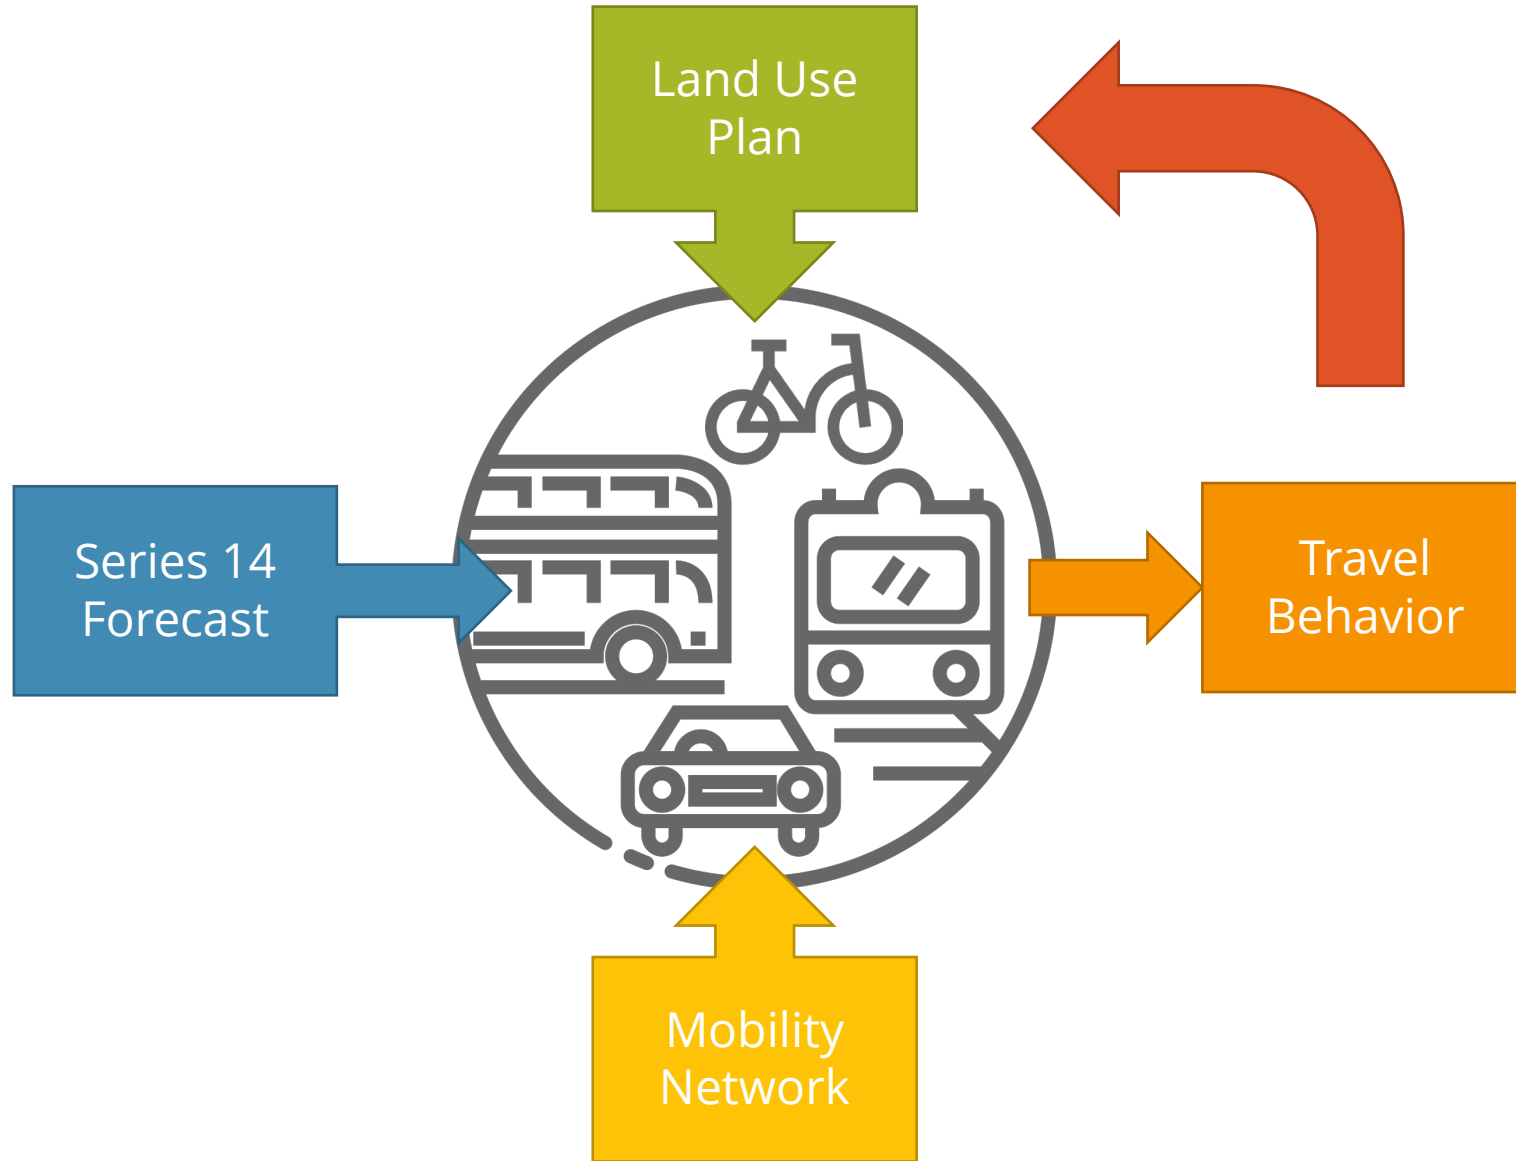 Land Use
Plan
Series 14
Forecast
Travel
Behavior
Mobility
Network